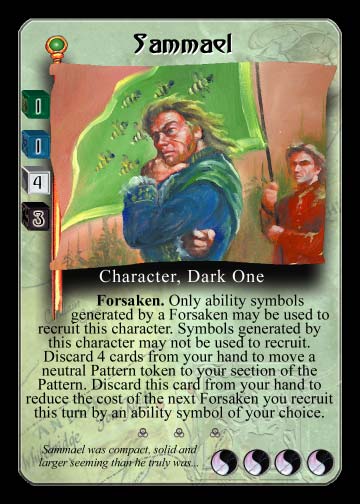 Sammael
1
1
4
3
Character, Dark One
Forsaken. Only ability symbols
generated by a Forsaken may be used to
recruit this character. Symbols generated by
this character may not be used to recruit.
Discard 4 cards from your hand to move a
neutral Pattern token to your section of the
Pattern. Discard this card from your hand to
reduce the cost of the next Forsaken you recruit
this turn by an ability symbol of your choice.
Sammael was compact, solid and
larger seeming than he truly was...